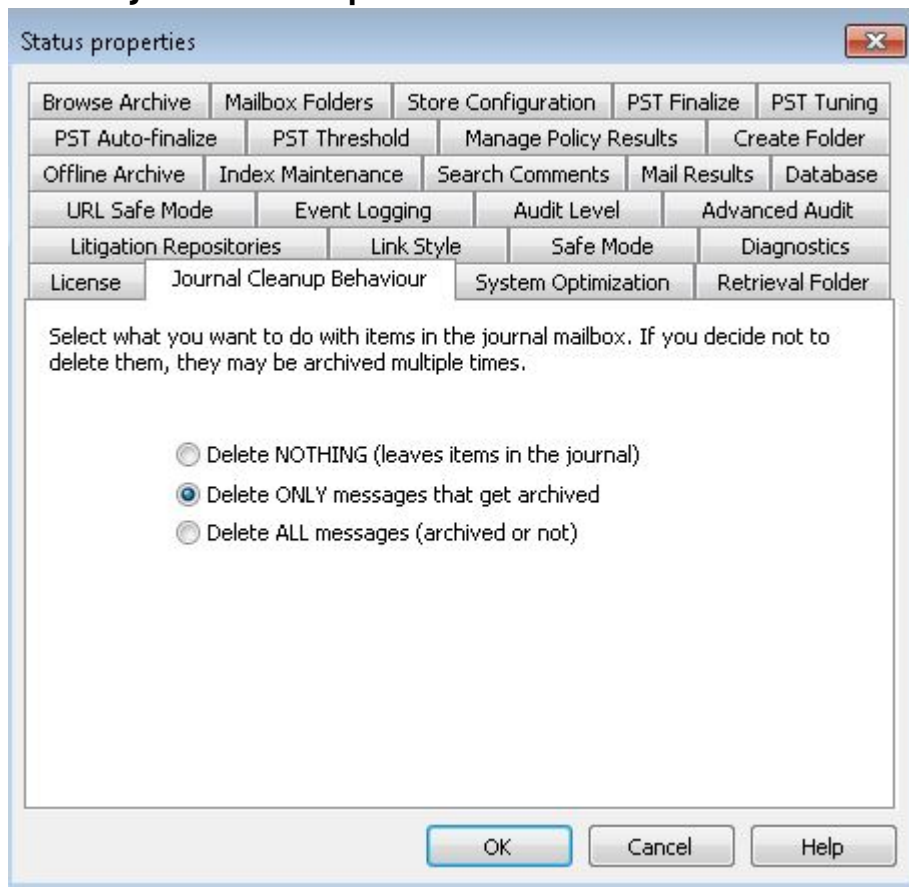 Status properties
Browse Archive Mailbox Folders Store Configuration PST Finalize PST Tuning
PST Auto-finalize PST Threshold Manage Policy Results Create Folder
Offline Archive Index Maintenance Search Comments Mail Results Database
URL Safe Mode Event Logging Audit Level Advanced Audit
Litigation Repositories Link Style Safe Mode Diagnostics
License Journal Cleanup Behaviour System Optimization Retrieval Folder
Select what you want to do with items in the journal mailbox. If you decide not to
delete them, they may be archived multiple times.
Delete NOTHING (leaves items in the journal)
Delete ONLY messages that get archived
Delete ALL messages (archived or not)
OK Cancel Help